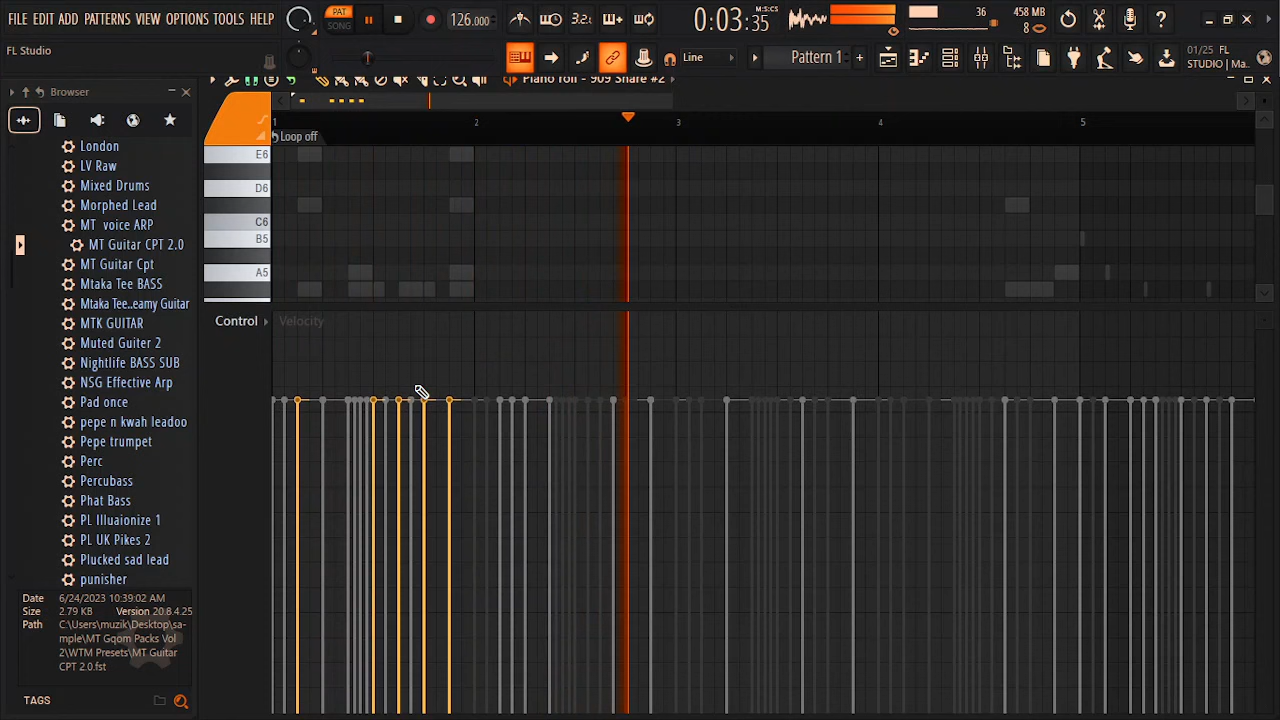 FILE EDIT ADD PATTERNS VIEW OPTIONS TOOLS HELP
PAT
SONG
126.000
3.2
0:03:35
M:S:CS
36
458 MB
8
FL Studio
Line
Pattern 1
01/25 FL
STUDIO | Ma..
Browser
Piano roll - 909 Share #2
1
2
3
4
5
Loop off
London
LV Raw
Mixed Drums
Morphed Lead
MT voice ARP
MT Guitar CPT 2.0
MT Guitar Cpt
Mtaka Tee BASS
Mtaka Tee..eamy Guitar
MTK GUITAR
Muted Guiter 2
Nightlife BASS SUB
NSG Effective Arp
Pad once
pepe n kwah leadoo
Pepe trumpet
Perc
Percubass
Phat Bass
PL Illuaionize 1
PL UK Pikes 2
Plucked sad lead
punisher
E6
D6
C6
B5
A5
Control
Velocity
Date 6/24/2023 10:39:02 AM
Size 2.79 KB Version 20.8.4.25
Path C:\Users\muzik\Desktop\sa-
mple\MT Gqom Packs Vol
2\WTM Presets\MT Guitar
CPT 2.0.fst
TAGS